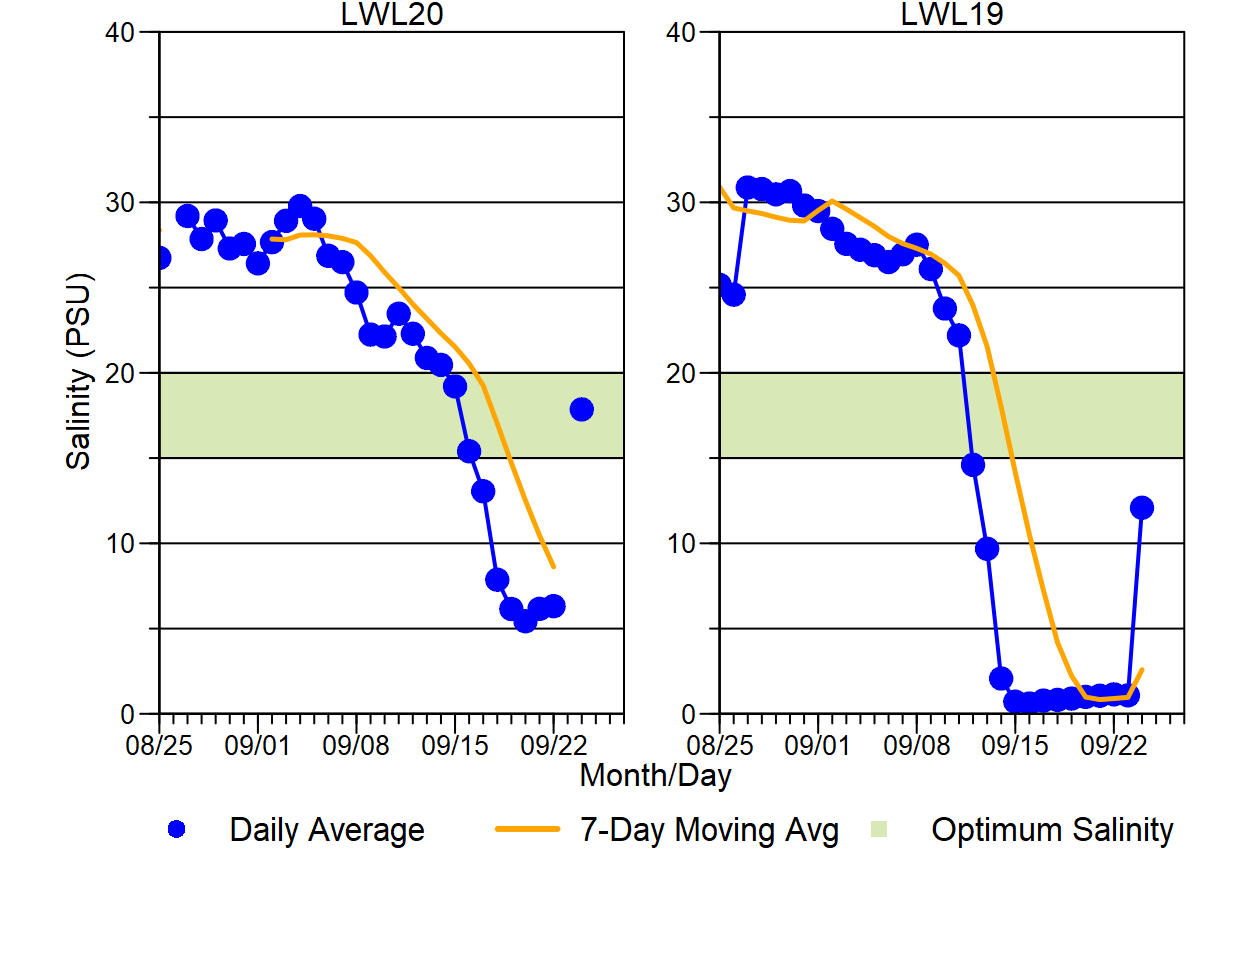 LWL20 LWL19
40 40
30 30
20 20
10 10
0 0
Salinity (PSU)
08/25 09/01 09/08 09/15 09/22 08/25 09/01 09/08 09/15 09/22
Month/Day
Daily Average 7-Day Moving Avg Optimum Salinity